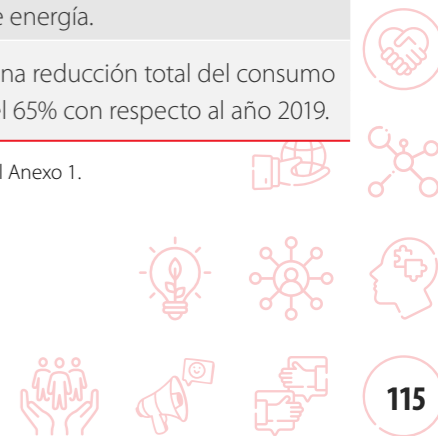 energía.
na reducción total del consumo
l 65% con respecto al año 2019.
l Anexo 1.
115